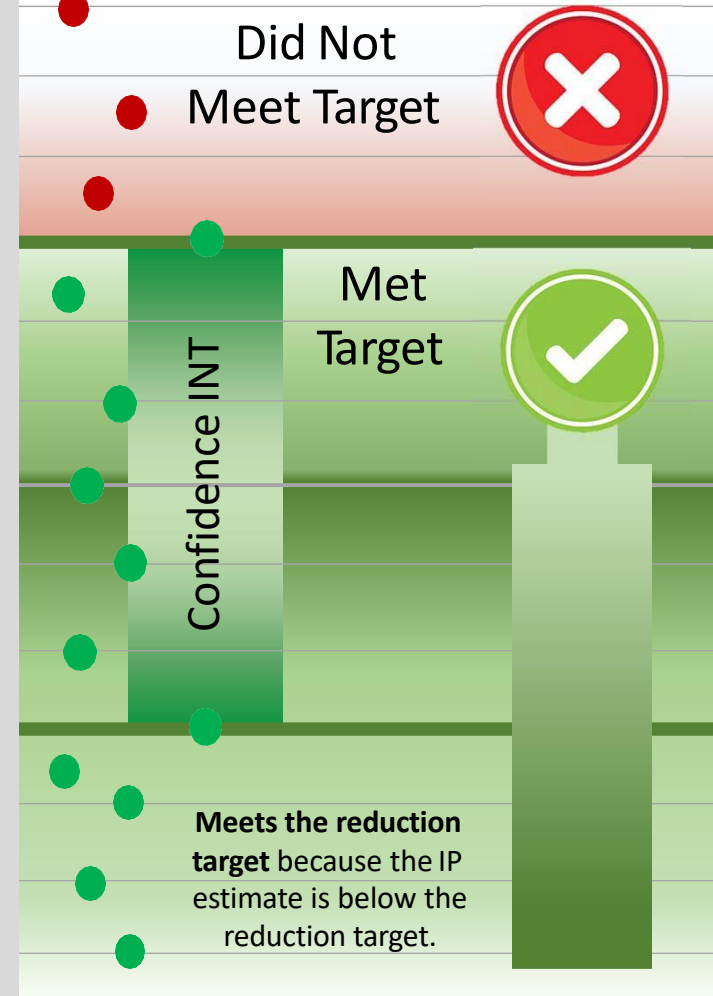 Did Not
Meet Target
Met
Target
Confidence INT
Meets the reduction
target because the IP
estimate is below the
reduction target.